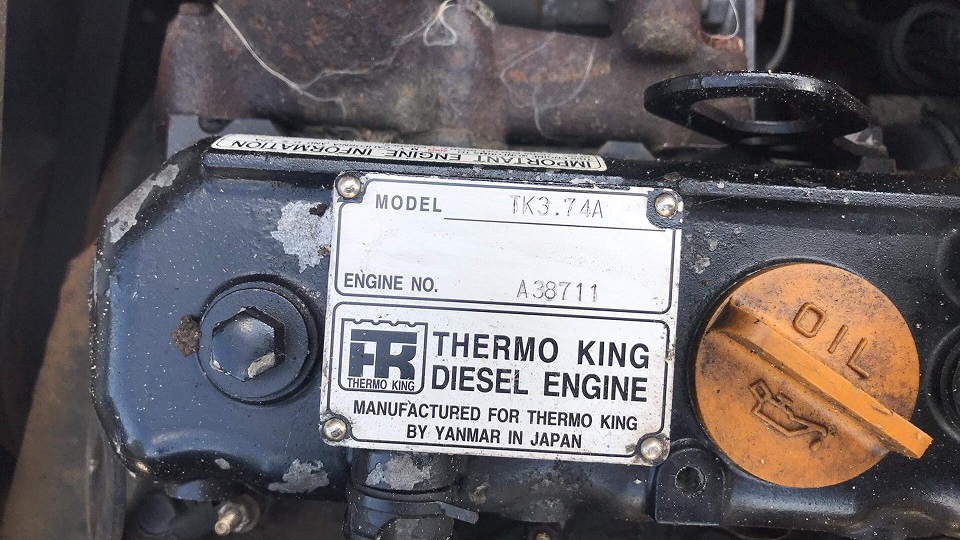 IMPORTANT ENGINE INFORMATION
MODEL TK3.74A
ENGINE NO. A38711
TK
THERMO KING
THERMO KING
DIESEL ENGINE
MANUFACTURED FOR THERMO KING
BY YANMAR IN JAPAN
OIL